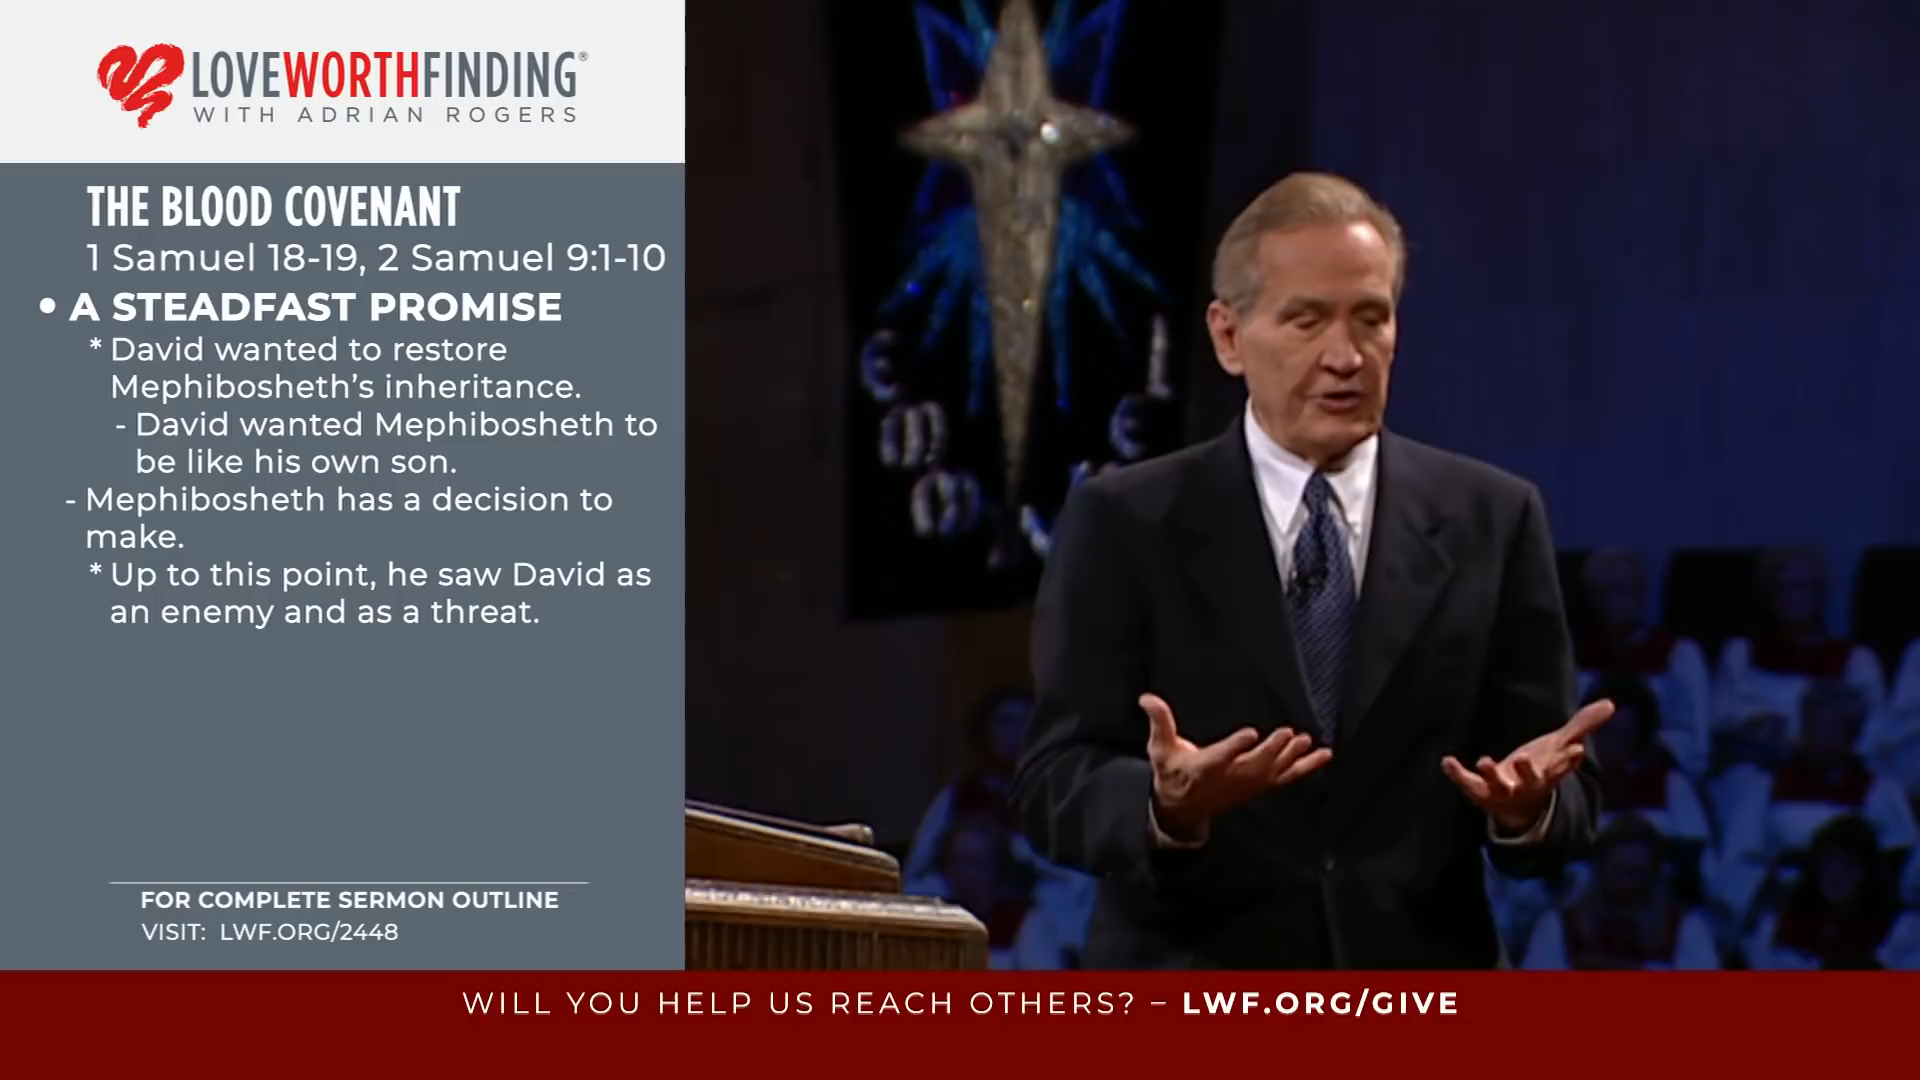 LOVEWORTHFINDING®
WITH ADRIAN ROGERS
THE BLOOD COVENANT
1 Samuel 18-19, 2 Samuel 9:1-10
• A STEADFAST PROMISE
* David wanted to restore
Mephibosheth's inheritance.
- David wanted Mephibosheth to
be like his own son.
- Mephibosheth has a decision to
make.
* Up to this point, he saw David as
an enemy and as a threat.
FOR COMPLETE SERMON OUTLINE
VISIT: LWF.ORG/2448
WILL YOU HELP US REACH OTHERS? – LWF.ORG/GIVE